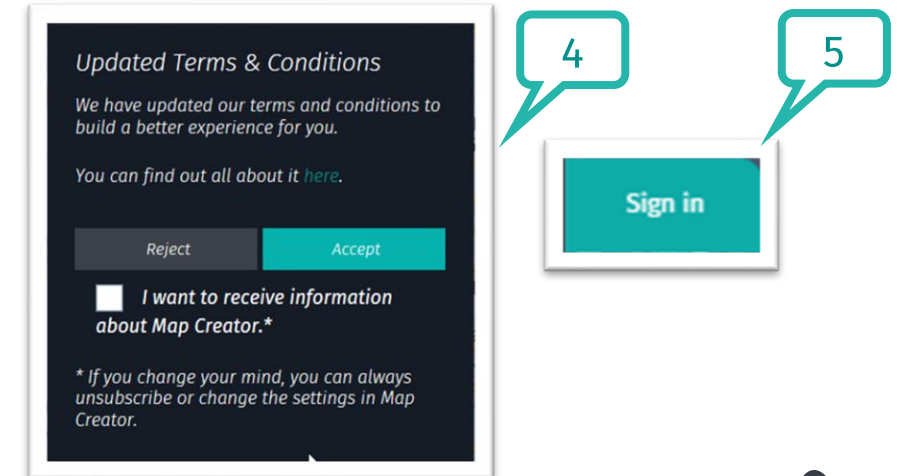 4
5
Updated Terms & Conditions
We have updated our terms and conditions to
build a better experience for you.
You can find out all about it here.
Reject Accept
I want to receive information
about Map Creator.*
* If you change your mind, you can always
unsubscribe or change the settings in Map
Creator.
Sign in